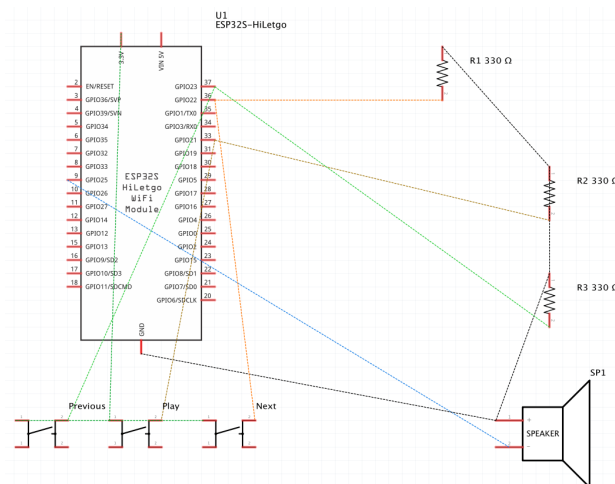 U1
ESP32S-HiLetgo
3.3V
VIN 5V
R1 330 Ω
2 EN/RESET
3 GPIO36/SVP
4 GPIO39/SVN
5 GPIO34
6 GPIO35
7 GPIO32
8 GPIO33
9 GPIO25
10 GPIO26
11 GPIO27
12 GPIO14
13 GPIO12
15 GPIO13
16 GPIO9/SD2
17 GPIO10/SD3
18 GPIO11/SDCMD
GPIO23 37
GPIO22 36
GPIO1/TX0 35
GPIO3/RX0 34
GPIO21 33
GPIO19 31
GPIO18 30
GPIO5 29
GPIO17 28
GPIO16 27
GPIO4 26
GPIO0 25
GPIO2 24
GPIO15 23
GPIO8/SD1 22
GPIO7/SD0 21
GPIO6/SDCLK 20
ESP32S
HiLetgo
WiFi
Module
R2 330 Ω
R3 330 Ω
GND
SP1
Previous
Play
Next
SPEAKER
+
-